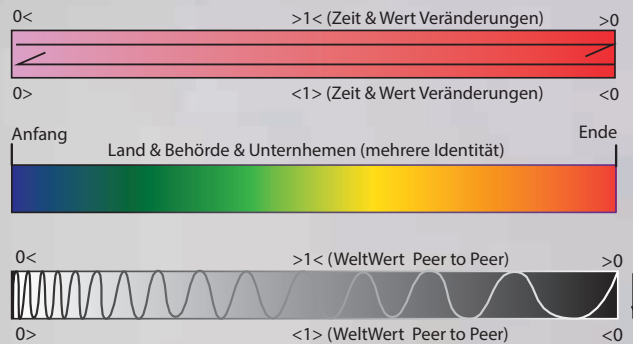 0< >1< (Zeit & Wert Veränderungen) >0
0> <1> (Zeit & Wert Veränderungen) <0
Anfang Ende
Land & Behörde & Unternhemen (mehrere Identität)
0< >1< (WeltWert Peer to Peer) >0
0> <1> (WeltWert Peer to Peer) <0